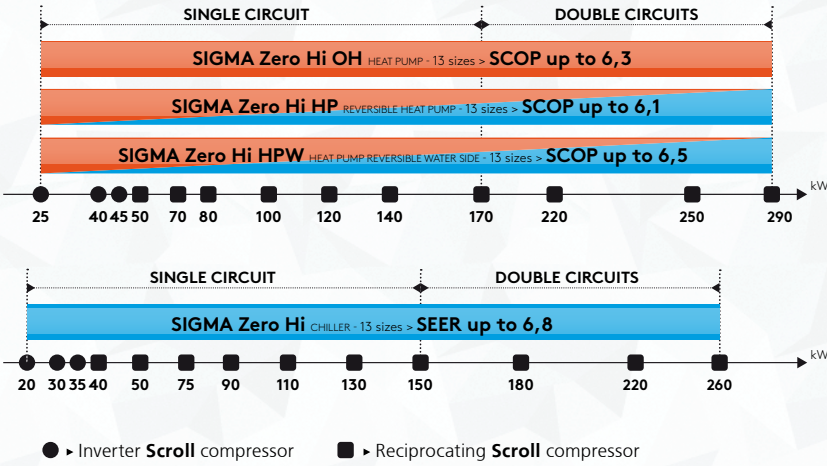 SINGLE CIRCUIT DOUBLE CIRCUITS
SIGMA Zero Hi OH HEAT PUMP - 13 sizes > SCOP up to 6,3
SIGMA Zero Hi HP REVERSIBLE HEAT PUMP - 13 sizes > SCOP up to 6,1
SIGMA Zero Hi HPW HEAT PUMP REVERSIBLE WATER SIDE - 13 sizes > SCOP up to 6,5
kW
25 40 45 50 70 80 100 120 140 170 220 250 290
SINGLE CIRCUIT DOUBLE CIRCUITS
SIGMA Zero Hi CHILLER - 13 sizes > SEER up to 6,8
kW
20 30 35 40 50 75 90 110 130 150 180 220 260
● ▸ Inverter Scroll compressor ■ ▸ Reciprocating Scroll compressor